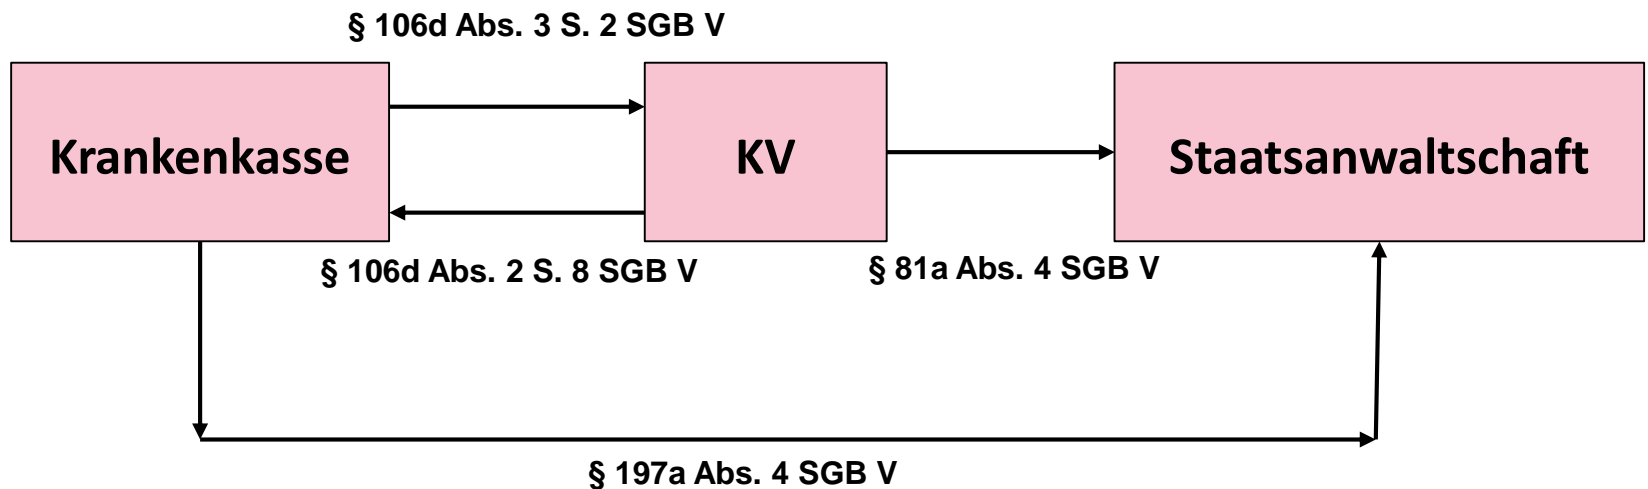 § 106d Abs. 3 S. 2 SGB V
Krankenkasse
KV
Staatsanwaltschaft
§ 106d Abs. 2 S. 8 SGB V
§ 81a Abs. 4 SGB V
§ 197a Abs. 4 SGB V